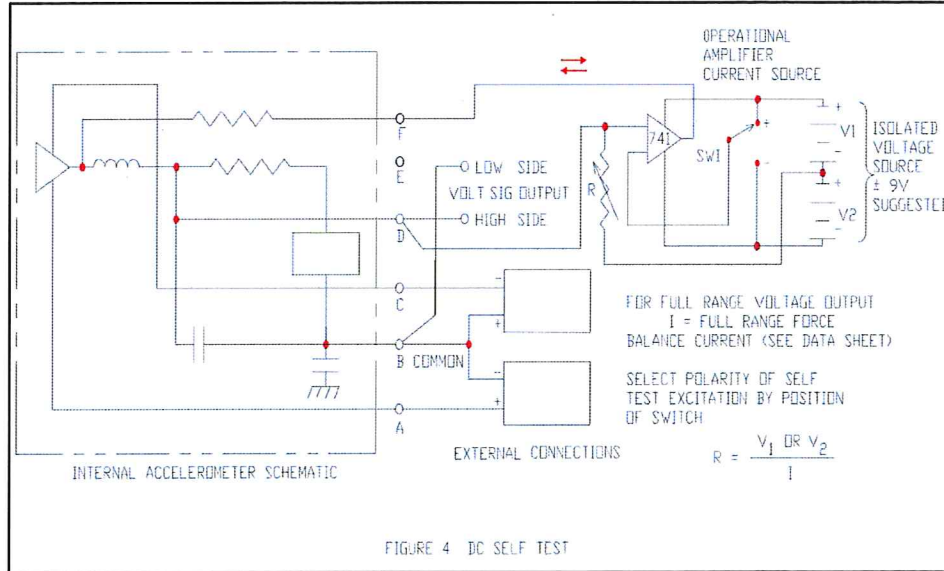 OPERATIONAL
AMPLIFIER
CURRENT SOURCE
F
E
D
C
B COMMON
A
LOW SIDE
VOLT SIG OUTPUT
HIGH SIDE
741
R
SW1
+
-
+
V1
-
+
V2
-
ISOLATED
VOLTAGE
SOURCE
± 9V
SUGGESTED
-
+
-
+
FOR FULL RANGE VOLTAGE OUTPUT
I = FULL RANGE FORCE
BALANCE CURRENT (SEE DATA SHEET)
SELECT POLARITY OF SELF
TEST EXCITATION BY POSITION
OF SWITCH
R = V1 OR V2
I
INTERNAL ACCELEROMETER SCHEMATIC
EXTERNAL CONNECTIONS
FIGURE 4 DC SELF TEST